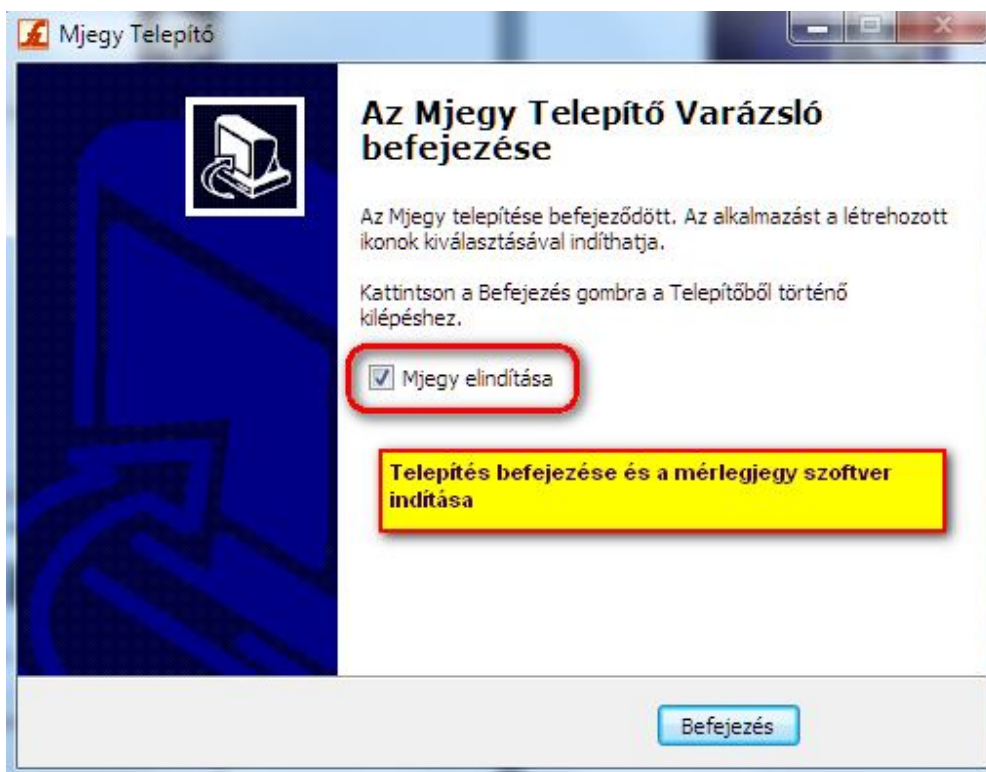 Mjegy Telepítő
Az Mjegy Telepítő Varázsló
befejezése
Az Mjegy telepítése befejeződött. Az alkalmazást a létrehozott
ikonok kiválasztásával indíthatja.
Kattintson a Befejezés gombra a Telepítőből történő
kilépéshez.
Mjegy elindítása
Telepítés befejezése és a mérlegjegy szoftver
indítása
Befejezés